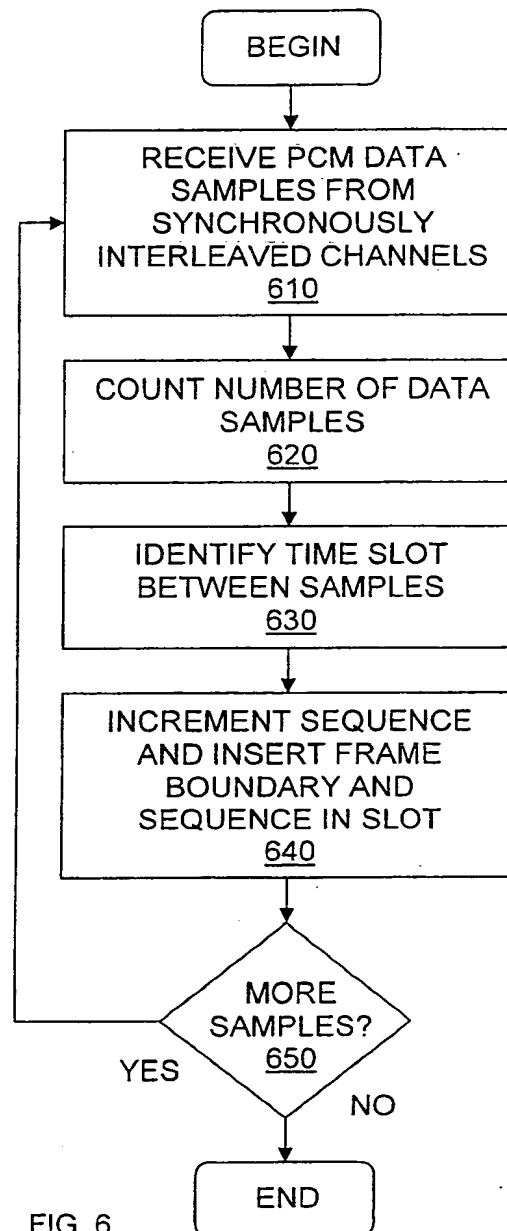 BEGIN
RECEIVE PCM DATA
SAMPLES FROM
SYNCHRONOUSLY
INTERLEAVED CHANNELS
610
COUNT NUMBER OF DATA
SAMPLES
620
IDENTIFY TIME SLOT
BETWEEN SAMPLES
630
INCREMENT SEQUENCE
AND INSERT FRAME
BOUNDARY AND
SEQUENCE IN SLOT
640
MORE
SAMPLES?
650
YES
NO
END
FIG. 6